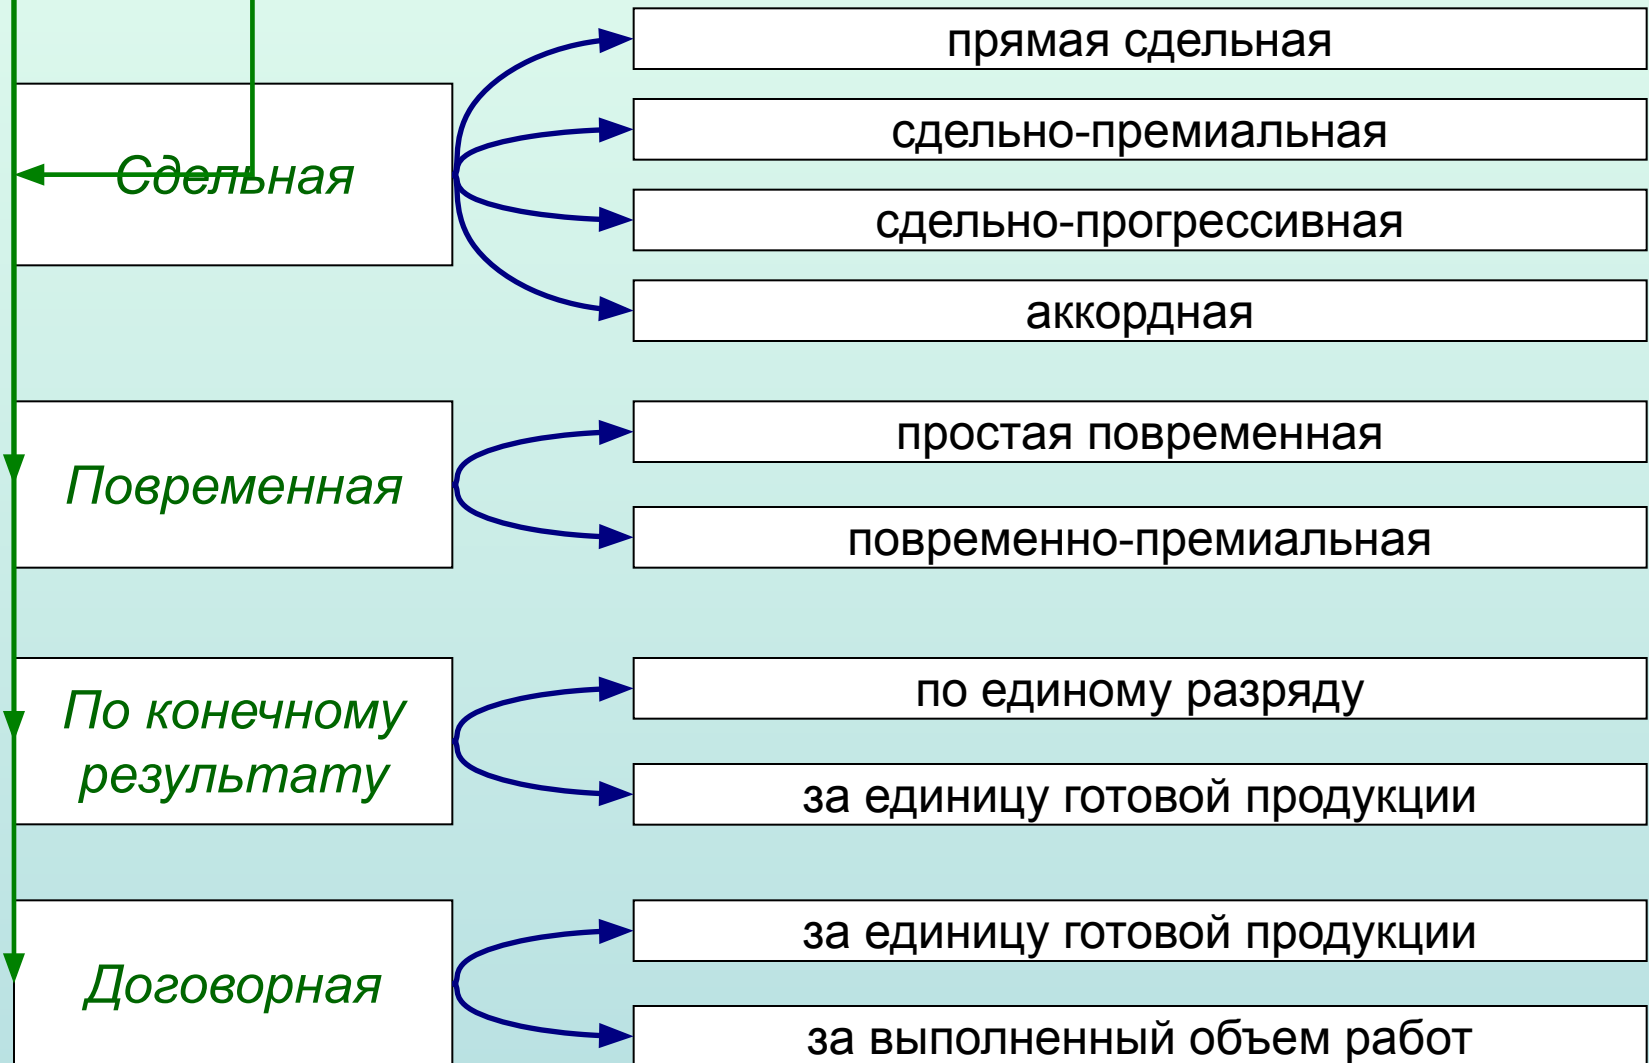 прямая сдельная
сдельно-премиальная
Сдельная
сдельно-прогрессивная
аккордная
простая повременная
Повременная
повременно-премиальная
по единому разряду
По конечному
результату
за единицу готовой продукции
за единицу готовой продукции
Договорная
за выполненный объем работ